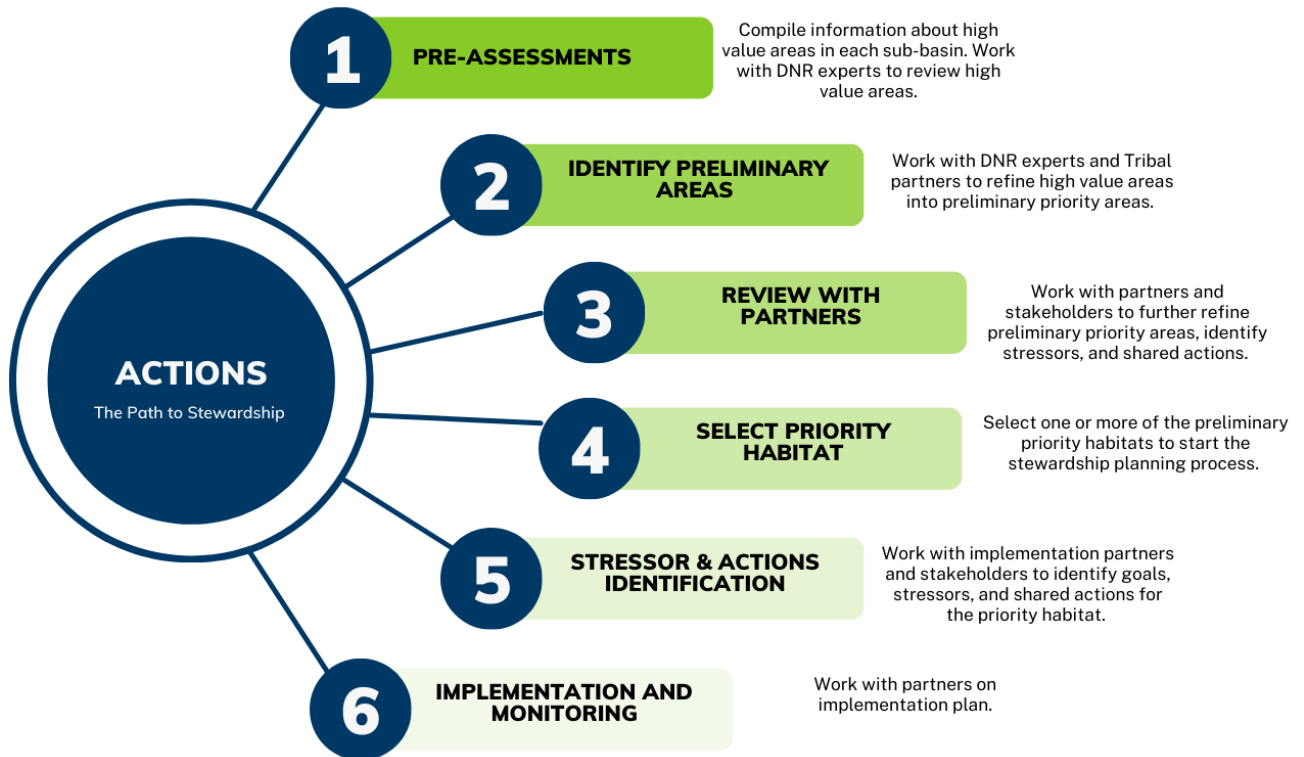 ACTIONS
The Path to Stewardship
1
PRE-ASSESSMENTS
Compile information about high
value areas in each sub-basin. Work
with DNR experts to review high
value areas.
2
IDENTIFY PRELIMINARY
AREAS
Work with DNR experts and Tribal
partners to refine high value areas
into preliminary priority areas.
3
REVIEW WITH
PARTNERS
Work with partners and
stakeholders to further refine
preliminary priority areas, identify
stressors, and shared actions.
4
SELECT PRIORITY
HABITAT
Select one or more of the preliminary
priority habitats to start the
stewardship planning process.
5
STRESSOR & ACTIONS
IDENTIFICATION
Work with implementation partners
and stakeholders to identify goals,
stressors, and shared actions for
the priority habitat.
6
IMPLEMENTATION AND
MONITORING
Work with partners on
implementation plan.